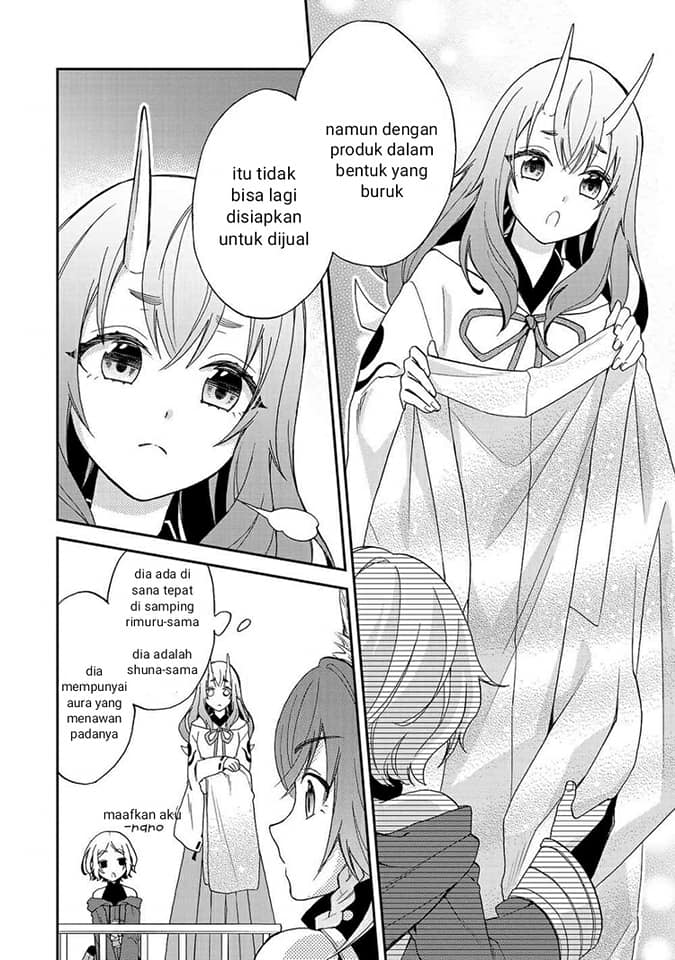 namun dengan
produk dalam
bentuk yang
buruk
itu tidak
bisa lagi
disiapkan
untuk dijual
dia ada di
sana tepat
di samping
rimuru-sama
dia adalah
shuna-sama
dia
mempunyai
aura yang
menawan
padanya
maafkan aku
-nano